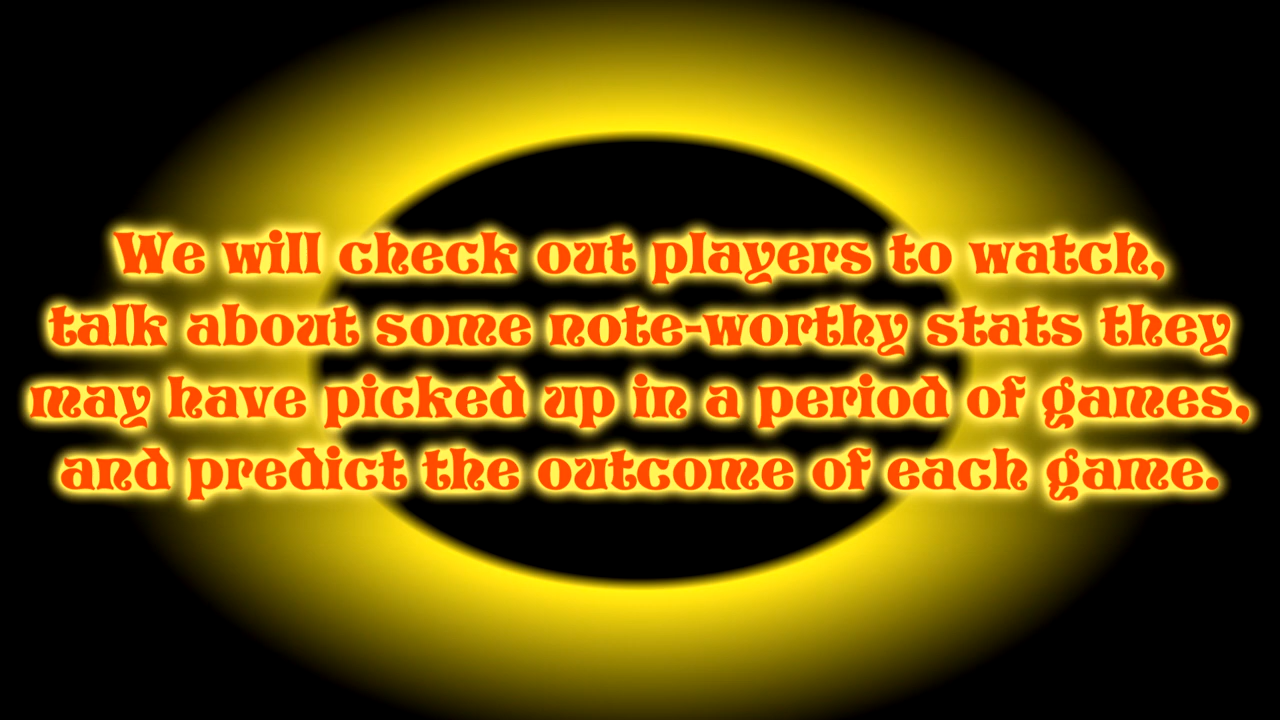 We will check out players to watch,
talk about some note-worthy stats they
may have picked up in a period of games,
and predict the outcome of each game.